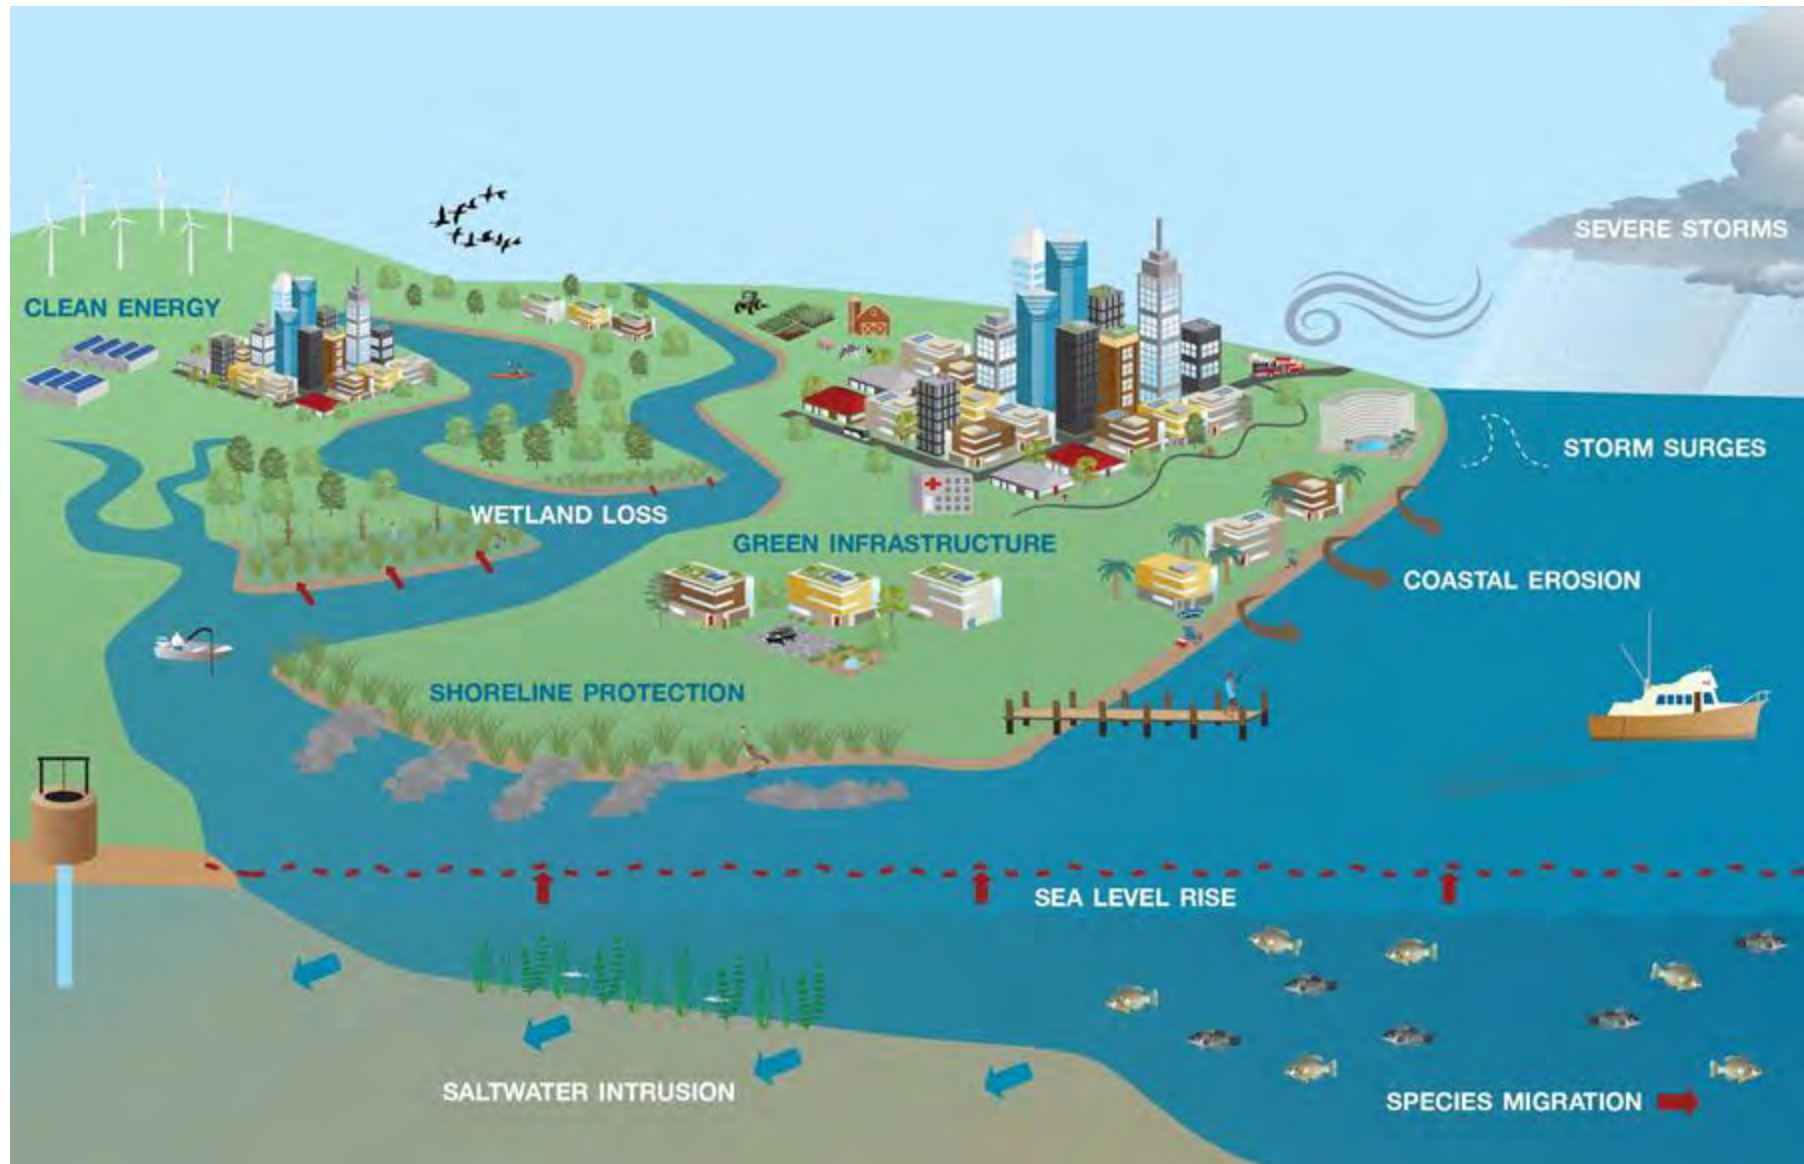 SEVERE STORMS
CLEAN ENERGY
STORM SURGES
WETLAND LOSS
GREEN INFRASTRUCTURE
COASTAL EROSION
SHORELINE PROTECTION
SEA LEVEL RISE
SALTWATER INTRUSION
SPECIES MIGRATION